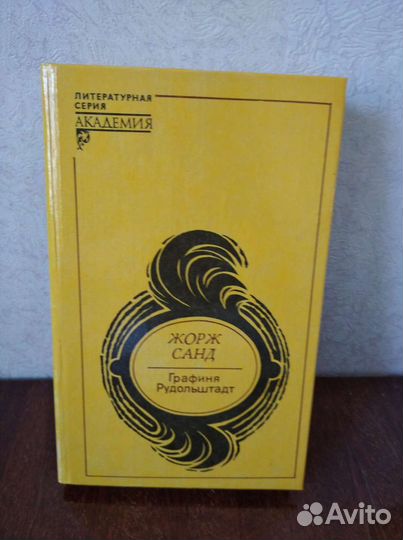 ЛИТЕРАТУРНАЯ
СЕРИЯ
АКАДЕМИЯ
ЖОРЖ
САНД
Графиня
Рудольштадт
Avito